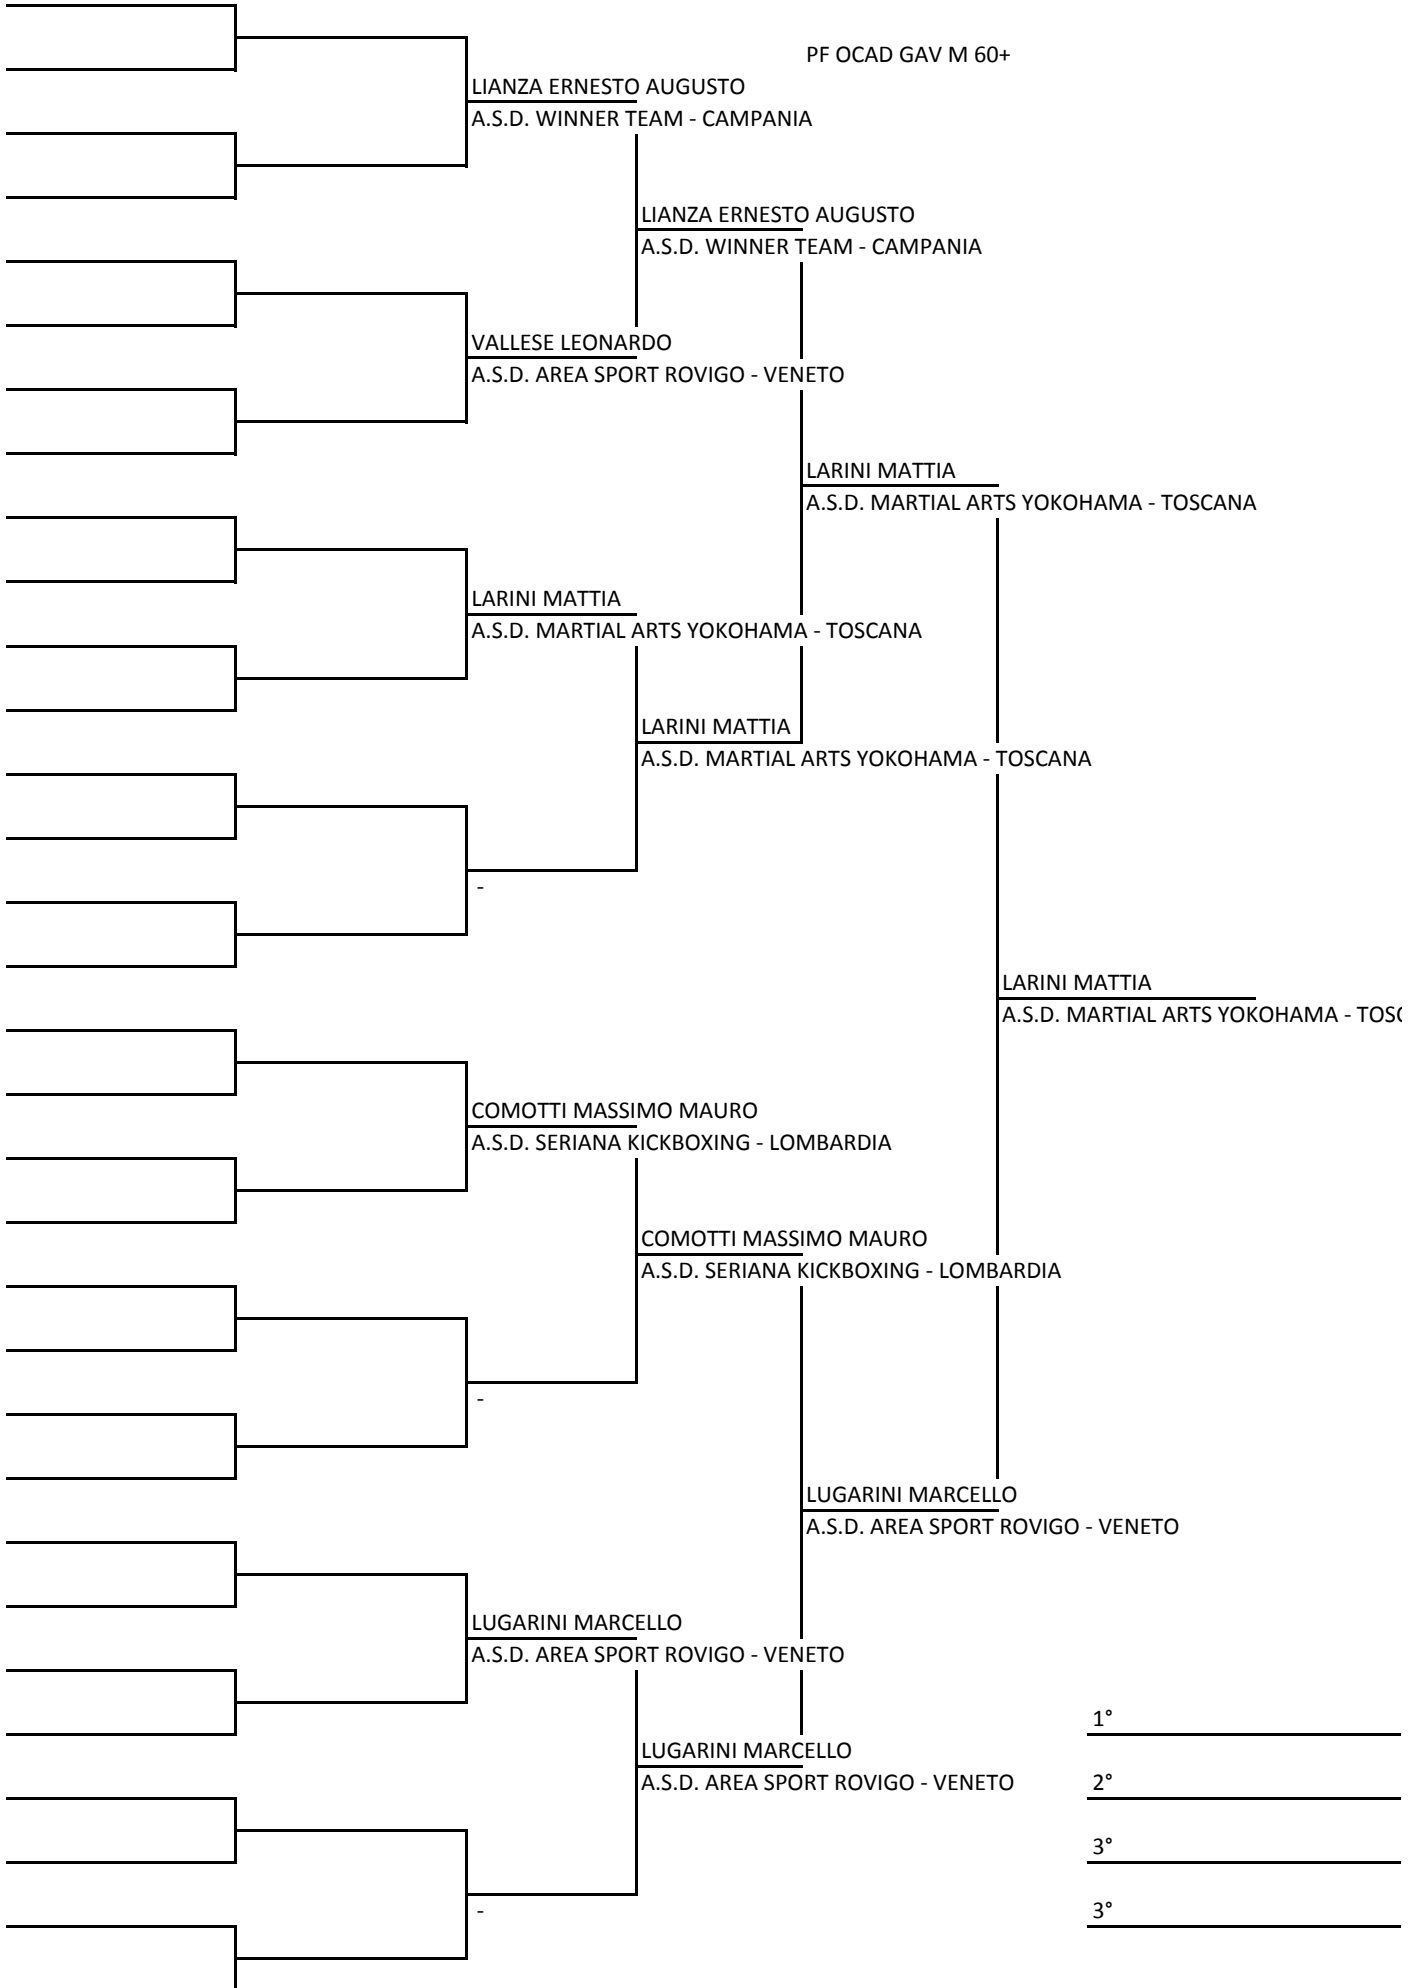 PF OCAD GAV M 60+
LIANZA ERNESTO AUGUSTO
A.S.D. WINNER TEAM - CAMPANIA
LIANZA ERNESTO AUGUSTO
A.S.D. WINNER TEAM - CAMPANIA
VALLESE LEONARDO
A.S.D. AREA SPORT ROVIGO - VENETO
LARINI MATTIA
A.S.D. MARTIAL ARTS YOKOHAMA - TOSCANA
LARINI MATTIA
A.S.D. MARTIAL ARTS YOKOHAMA - TOSCANA
LARINI MATTIA
A.S.D. MARTIAL ARTS YOKOHAMA - TOSCANA
-
LARINI MATTIA
A.S.D. MARTIAL ARTS YOKOHAMA - TOSC
COMOTTI MASSIMO MAURO
A.S.D. SERIANA KICKBOXING - LOMBARDIA
COMOTTI MASSIMO MAURO
A.S.D. SERIANA KICKBOXING - LOMBARDIA
-
LUGARINI MARCELLO
A.S.D. AREA SPORT ROVIGO - VENETO
LUGARINI MARCELLO
A.S.D. AREA SPORT ROVIGO - VENETO
1°
LUGARINI MARCELLO
A.S.D. AREA SPORT ROVIGO - VENETO
2°
3°
-
3°